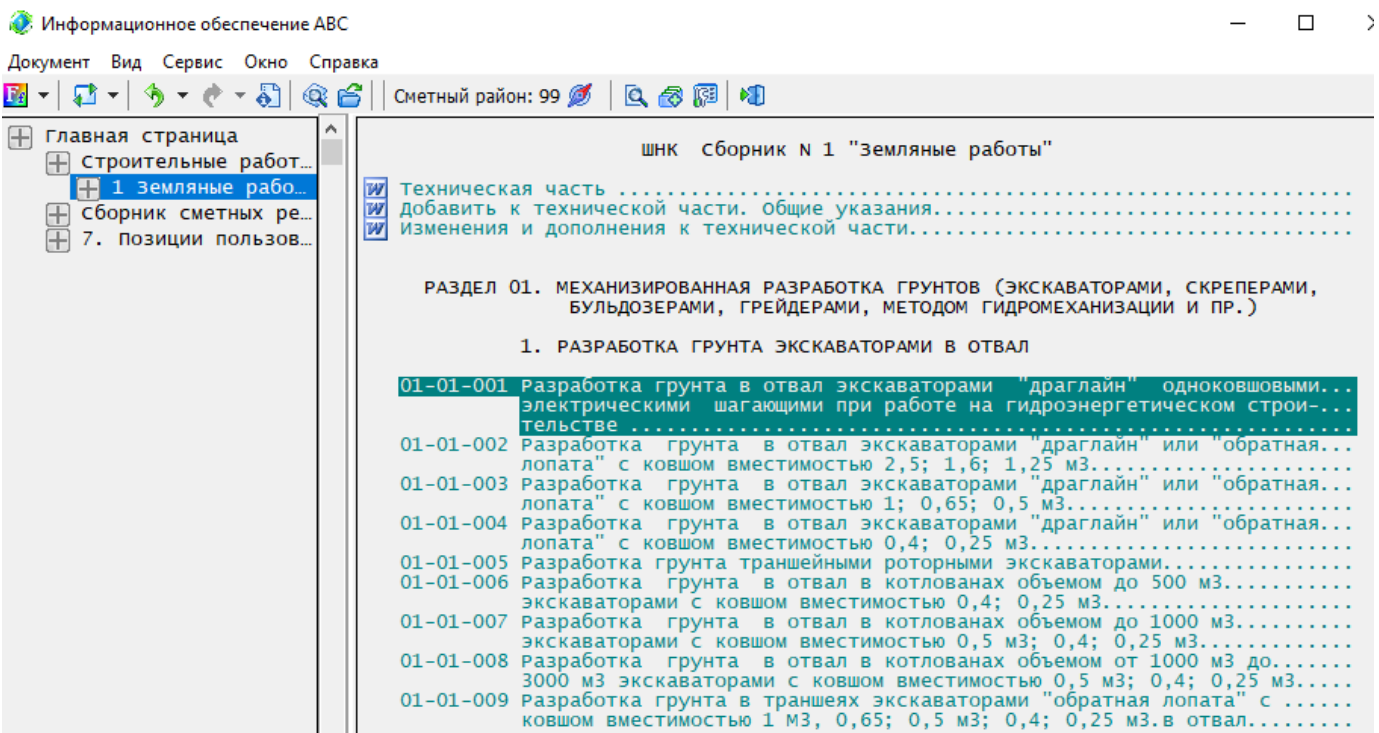 Информационное обеспечение АВС
Документ Вид Сервис Окно Справка
Сметный район: 99
Главная страница
Строительные работ...
1 Земляные рабо...
Сборник сметных ре...
7. Позиции пользов...
ШНК Сборник N 1 "Земляные работы"
Техническая часть ............................................................
Добавить к технической части. Общие указания..................................
Изменения и дополнения к технической части....................................
РАЗДЕЛ 01. МЕХАНИЗИРОВАННАЯ РАЗРАБОТКА ГРУНТОВ (ЭКСКАВАТОРАМИ, СКРЕПЕРАМИ,
БУЛЬДОЗЕРАМИ, ГРЕЙДЕРАМИ, МЕТОДОМ ГИДРОМЕХАНИЗАЦИИ И ПР.)
1. РАЗРАБОТКА ГРУНТА ЭКСКАВАТОРАМИ В ОТВАЛ
01-01-001 Разработка грунта в отвал экскаваторами "драглайн" одноковшовыми...
электрическими шагающими при работе на гидроэнергетическом строи-...
тельстве ............................................................
01-01-002 Разработка грунта в отвал экскаваторами "драглайн" или "обратная...
лопата" с ковшом вместимостью 2,5; 1,6; 1,25 м3......................
01-01-003 Разработка грунта в отвал экскаваторами "драглайн" или "обратная...
лопата" с ковшом вместимостью 1; 0,65; 0,5 м3........................
01-01-004 Разработка грунта в отвал экскаваторами "драглайн" или "обратная...
лопата" с ковшом вместимостью 0,4; 0,25 м3...........................
01-01-005 Разработка грунта траншейными роторными экскаваторами................
01-01-006 Разработка грунта в отвал в котлованах объемом до 500 м3...........
экскаваторами с ковшом вместимостью 0,4; 0,25 м3.....................
01-01-007 Разработка грунта в отвал в котлованах объемом до 1000 м3..........
экскаваторами с ковшом вместимостью 0,5 м3; 0,4; 0,25 м3.............
01-01-008 Разработка грунта в отвал в котлованах объемом от 1000 м3 до.......
3000 м3 экскаваторами с ковшом вместимостью 0,5 м3; 0,4; 0,25 м3.....
01-01-009 Разработка грунта в траншеях экскаваторами "обратная лопата" с ......
ковшом вместимостью 1 М3, 0,65; 0,5 м3; 0,4; 0,25 м3.в отвал.........